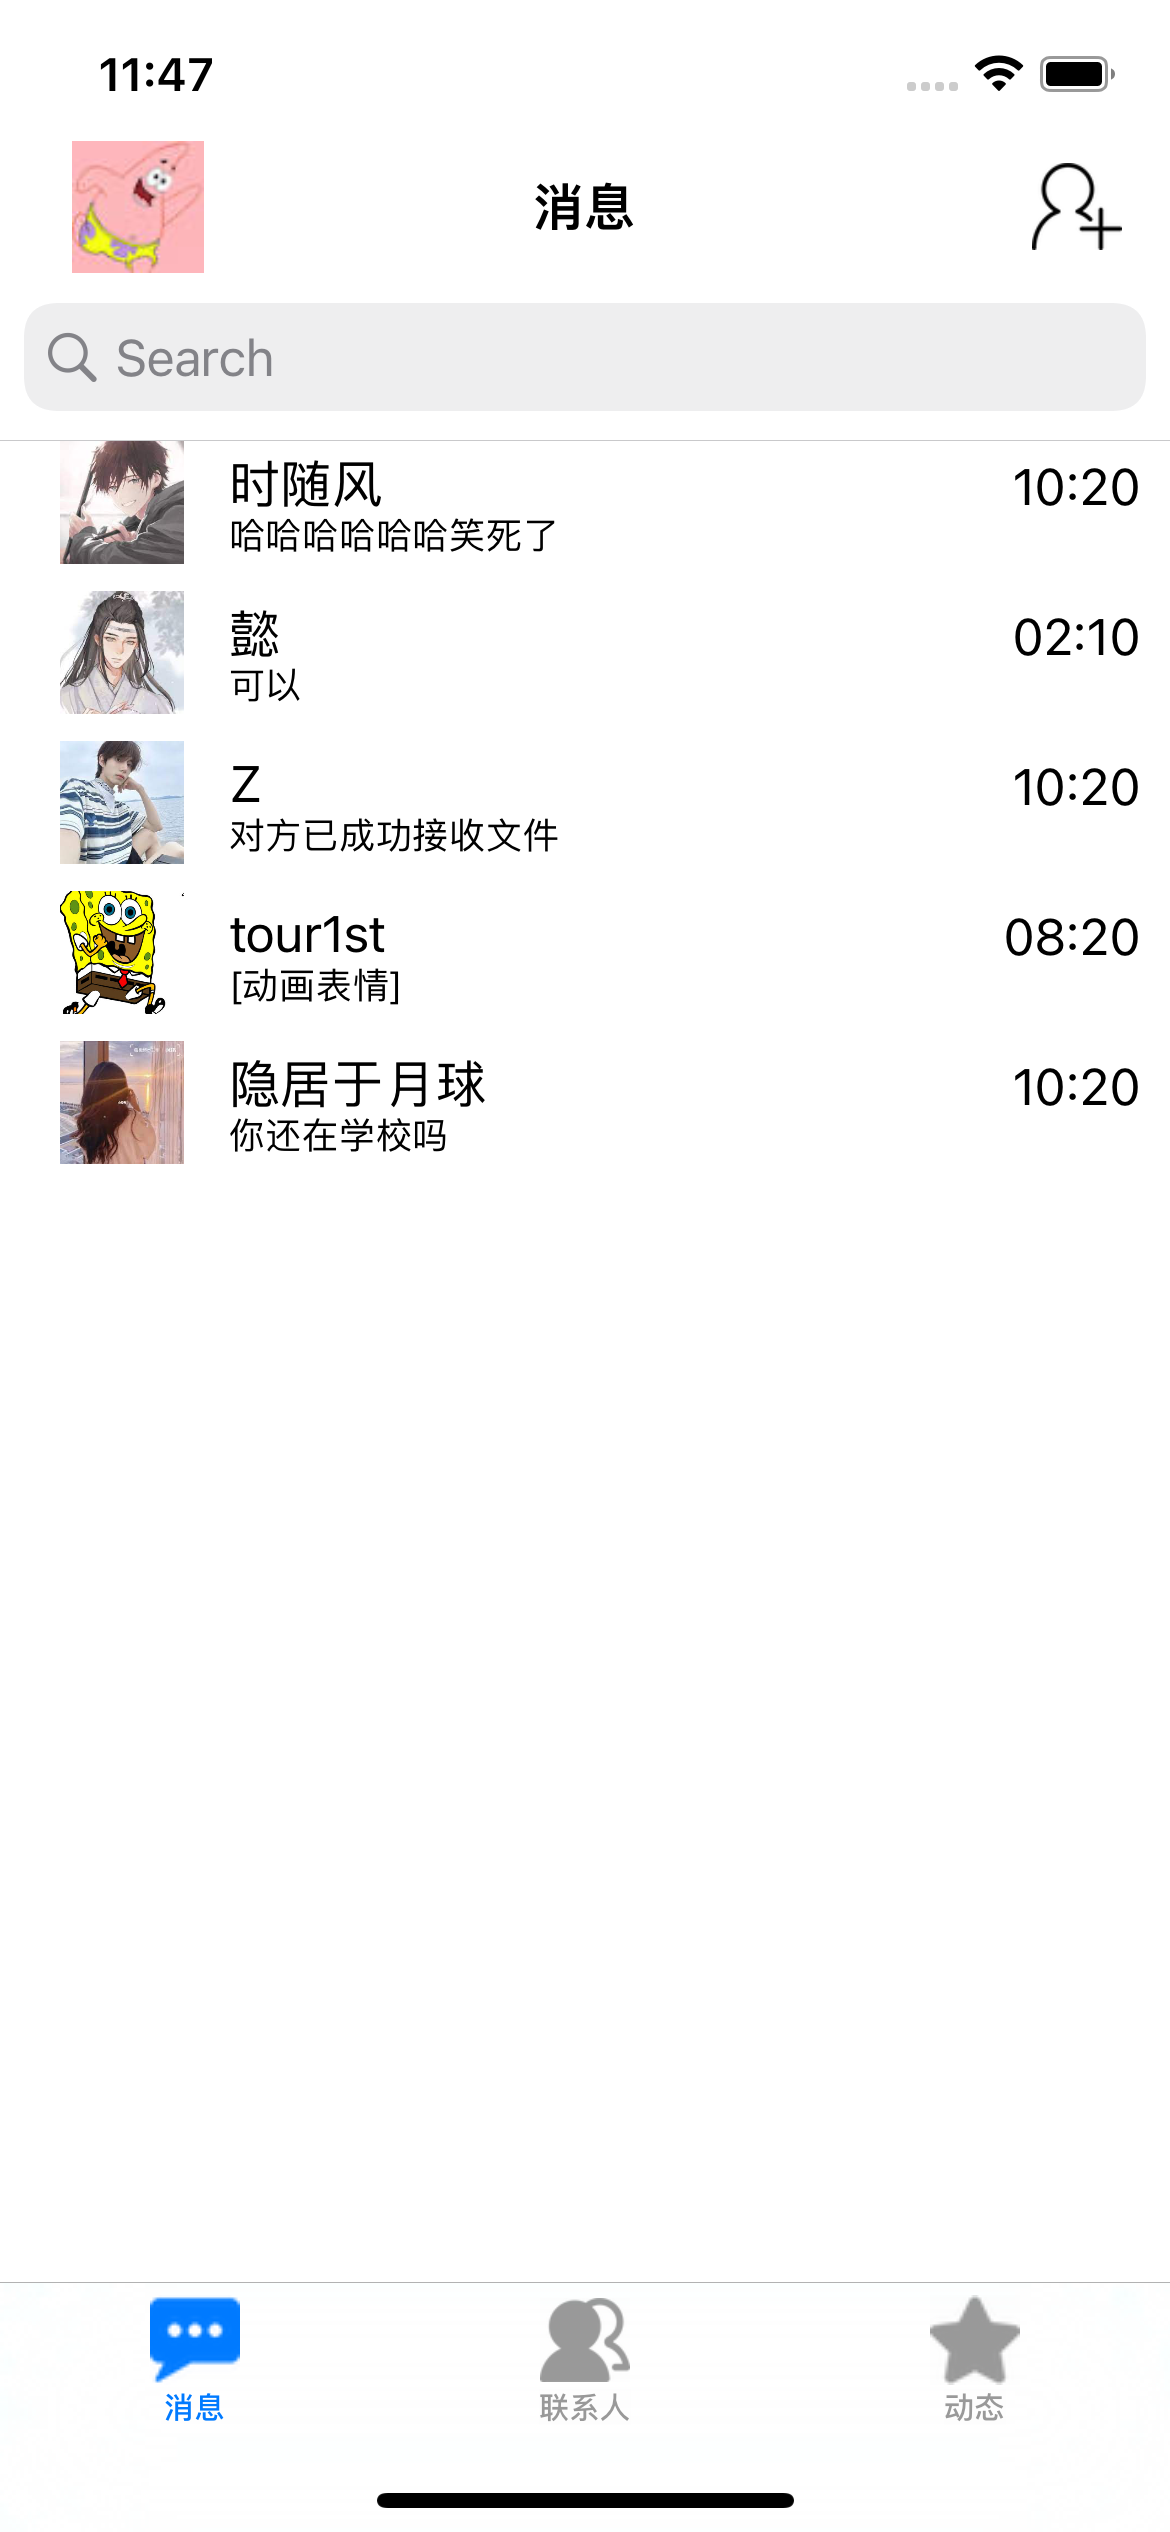 11:47
消息
Search
时随风
10:20
哈哈哈哈哈哈笑死了
懿
02:10
可以
Z
10:20
对方已成功接收文件
tour1st
08:20
[动画表情]
隐居于月球
10:20
你还在学校吗
消息
联系人
动态